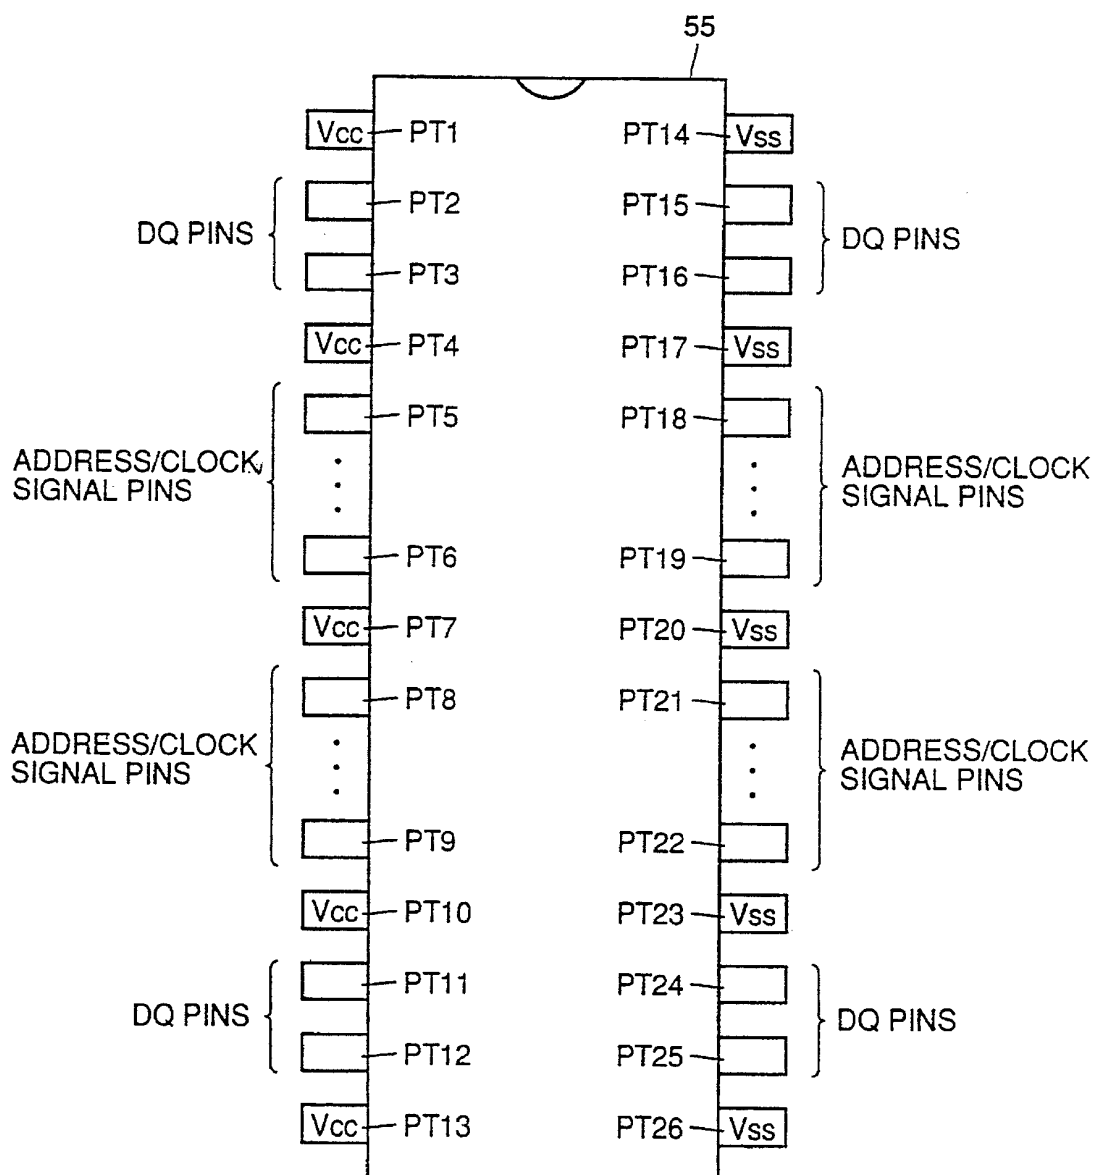 55
Vcc PT1 PT14 Vss
PT2 PT15
DQ PINS DQ PINS
PT3 PT16
Vcc PT4 PT17 Vss
PT5 PT18
ADDRESS/CLOCK ADDRESS/CLOCK
SIGNAL PINS SIGNAL PINS
PT6 PT19
Vcc PT7 PT20 Vss
PT8 PT21
ADDRESS/CLOCK ADDRESS/CLOCK
SIGNAL PINS SIGNAL PINS
PT9 PT22
Vcc PT10 PT23 Vss
PT11 PT24
DQ PINS DQ PINS
PT12 PT25
Vcc PT13 PT26 Vss